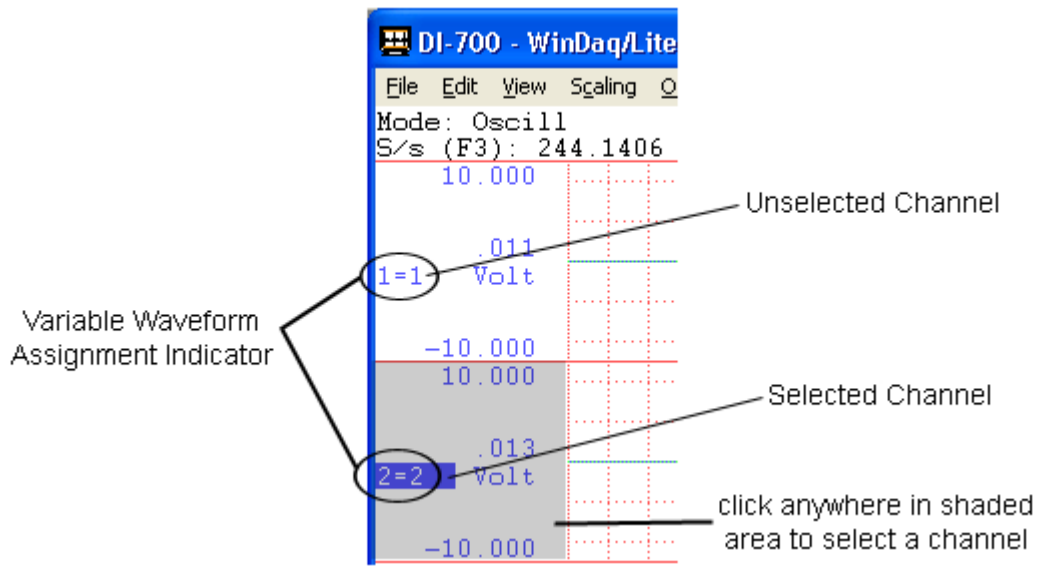 DI-700 - WinDaq/Lite
File Edit View Scaling O
Mode: Oscill
S/s (F3): 244.1406
10.000
Unselected Channel
.011
1=1 Volt
Variable Waveform
Assignment Indicator
-10.000
10.000
Selected Channel
.013
2=2 Volt
click anywhere in shaded
area to select a channel
-10.000